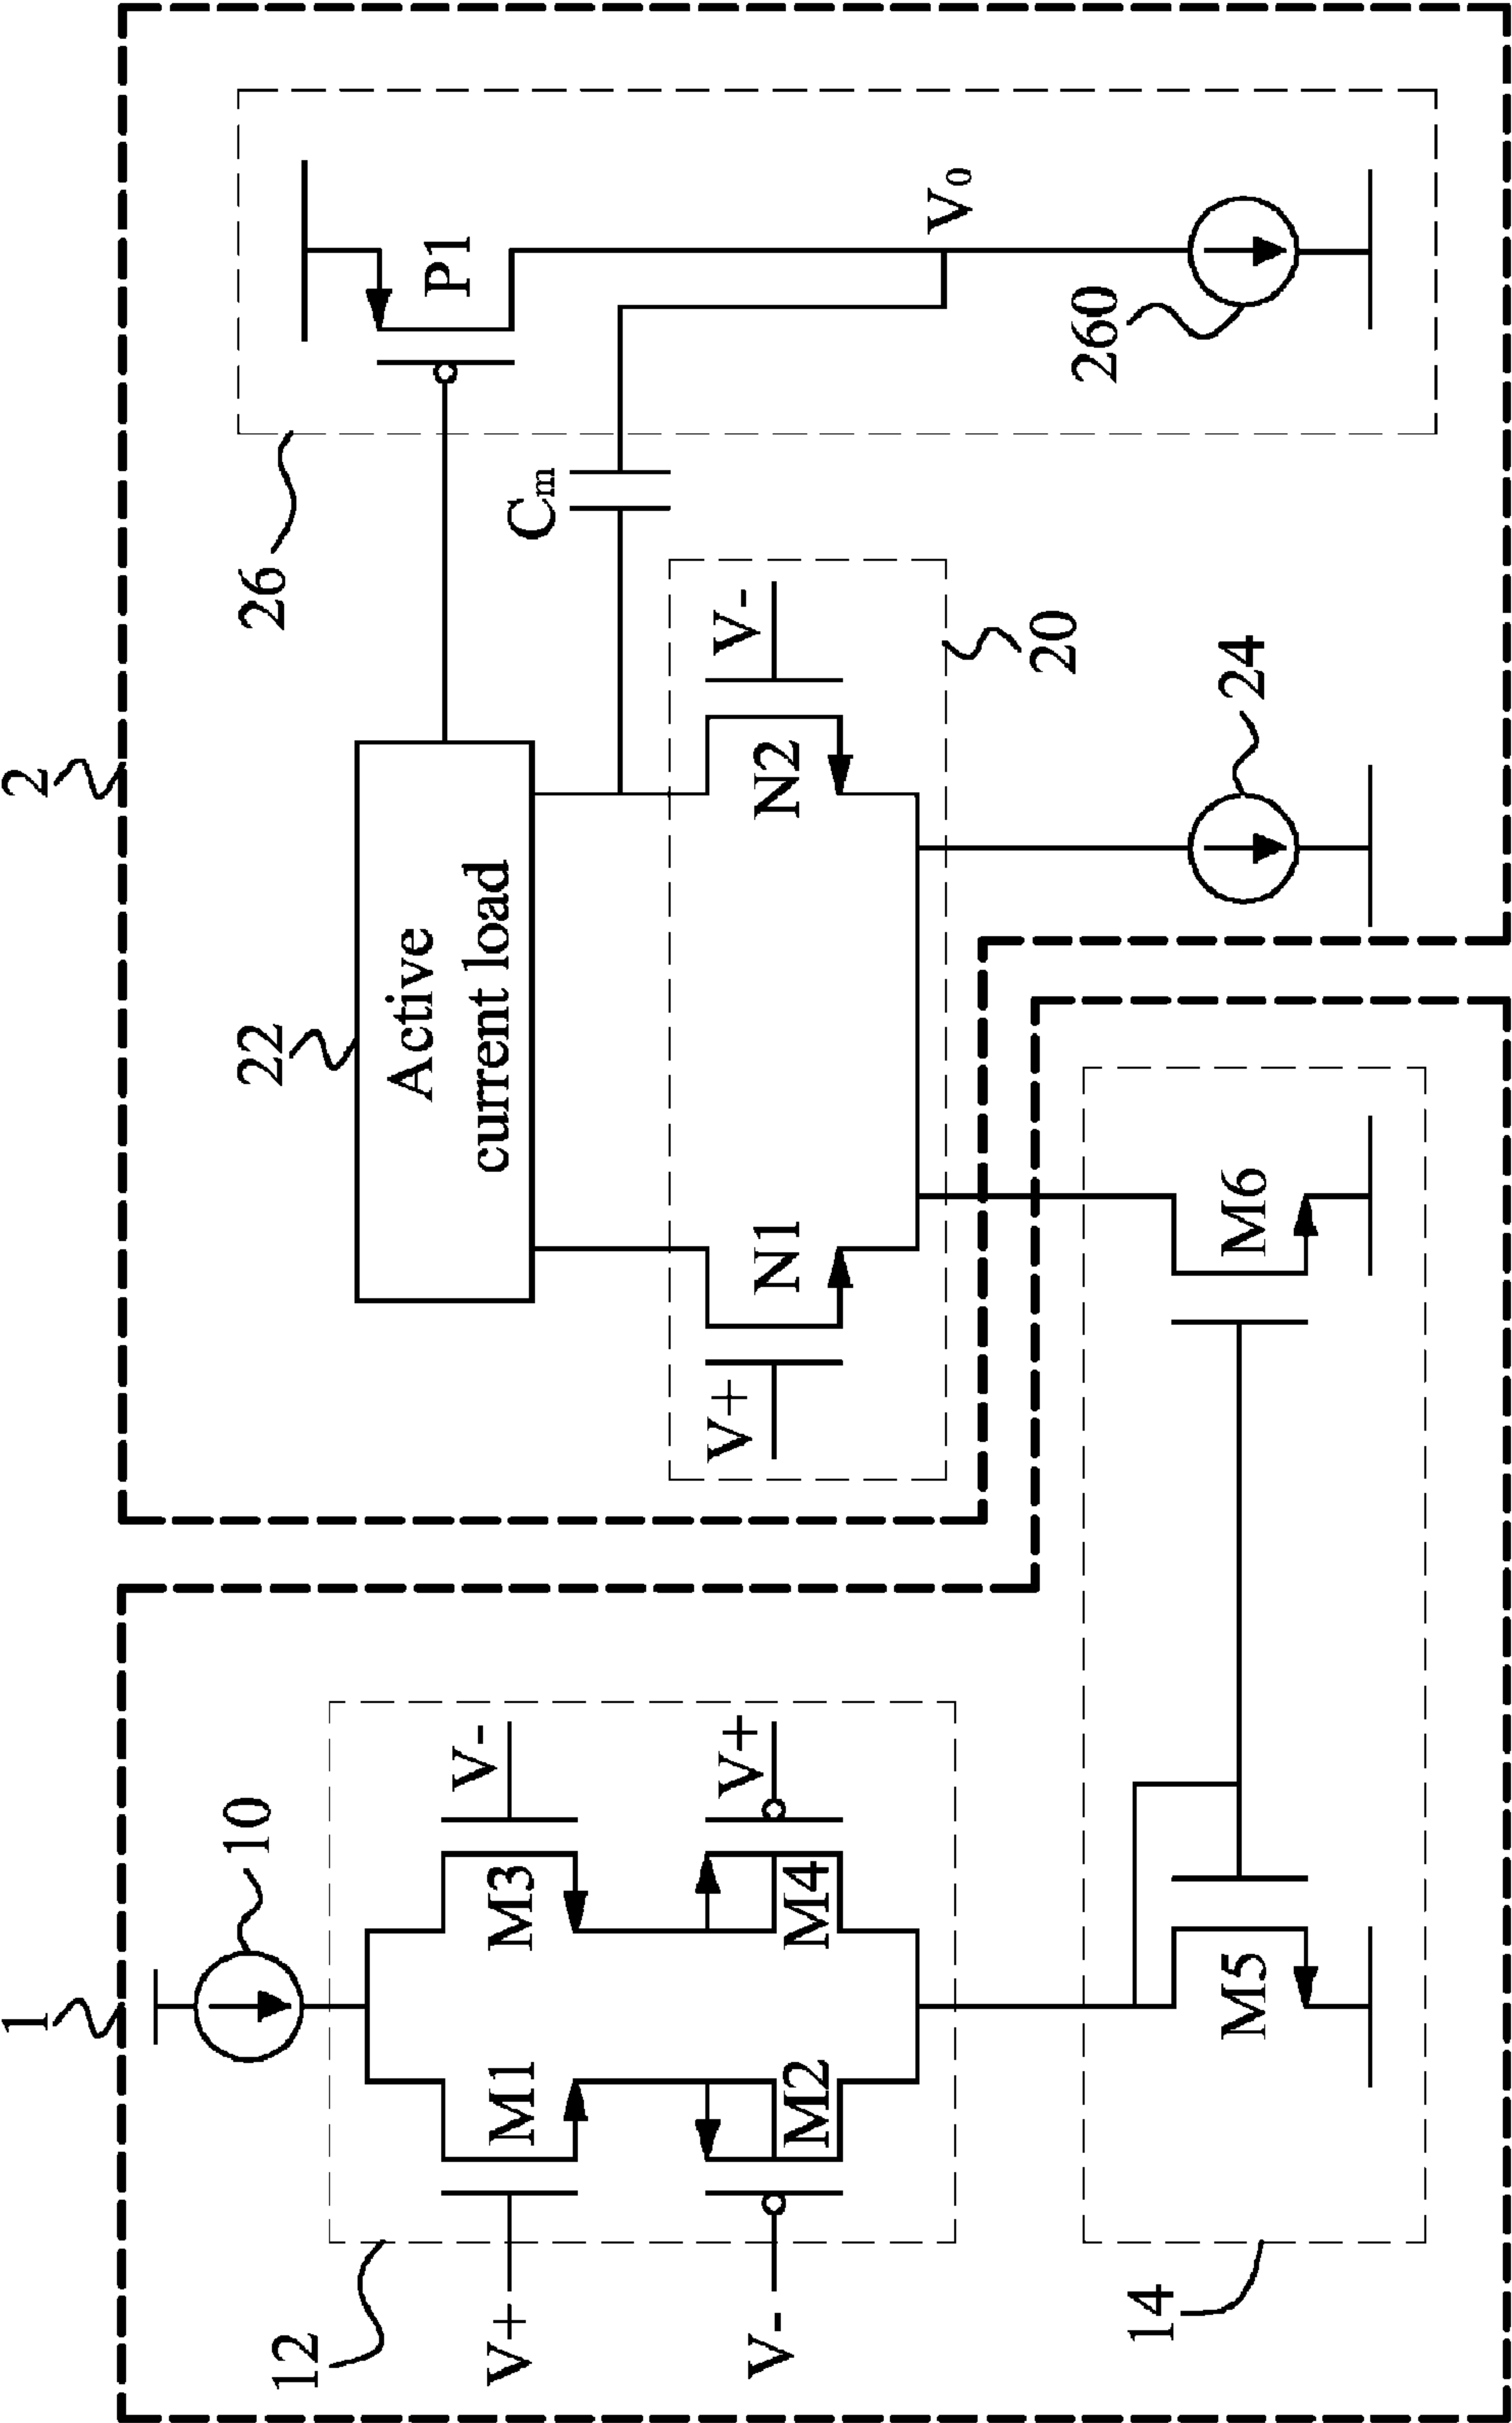 1
2
10
12
V+
V-
M1
M2
M3
M4
V-
V+
14
M5
M6
22
Active
current load
26
P1
Cm
Vo
V+
N1
N2
V-
20
24
260